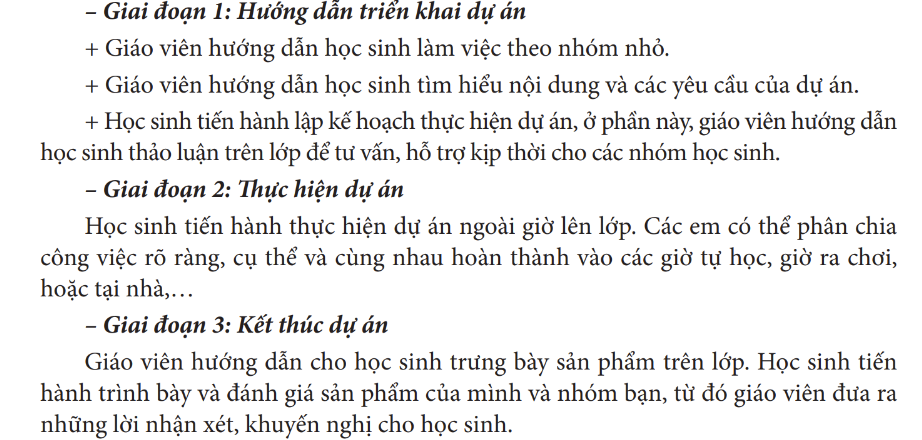 – Giai đoạn 1: Hướng dẫn triển khai dự án
+ Giáo viên hướng dẫn học sinh làm việc theo nhóm nhỏ.
+ Giáo viên hướng dẫn học sinh tìm hiểu nội dung và các yêu cầu của dự án.
+ Học sinh tiến hành lập kế hoạch thực hiện dự án, ở phần này, giáo viên hướng dẫn
học sinh thảo luận trên lớp để tư vấn, hỗ trợ kịp thời cho các nhóm học sinh.
– Giai đoạn 2: Thực hiện dự án
Học sinh tiến hành thực hiện dự án ngoài giờ lên lớp. Các em có thể phân chia
công việc rõ ràng, cụ thể và cùng nhau hoàn thành vào các giờ tự học, giờ ra chơi,
hoặc tại nhà,…
– Giai đoạn 3: Kết thúc dự án
Giáo viên hướng dẫn cho học sinh trưng bày sản phẩm trên lớp. Học sinh tiến
hành trình bày và đánh giá sản phẩm của mình và nhóm bạn, từ đó giáo viên đưa ra
những lời nhận xét, khuyến nghị cho học sinh.